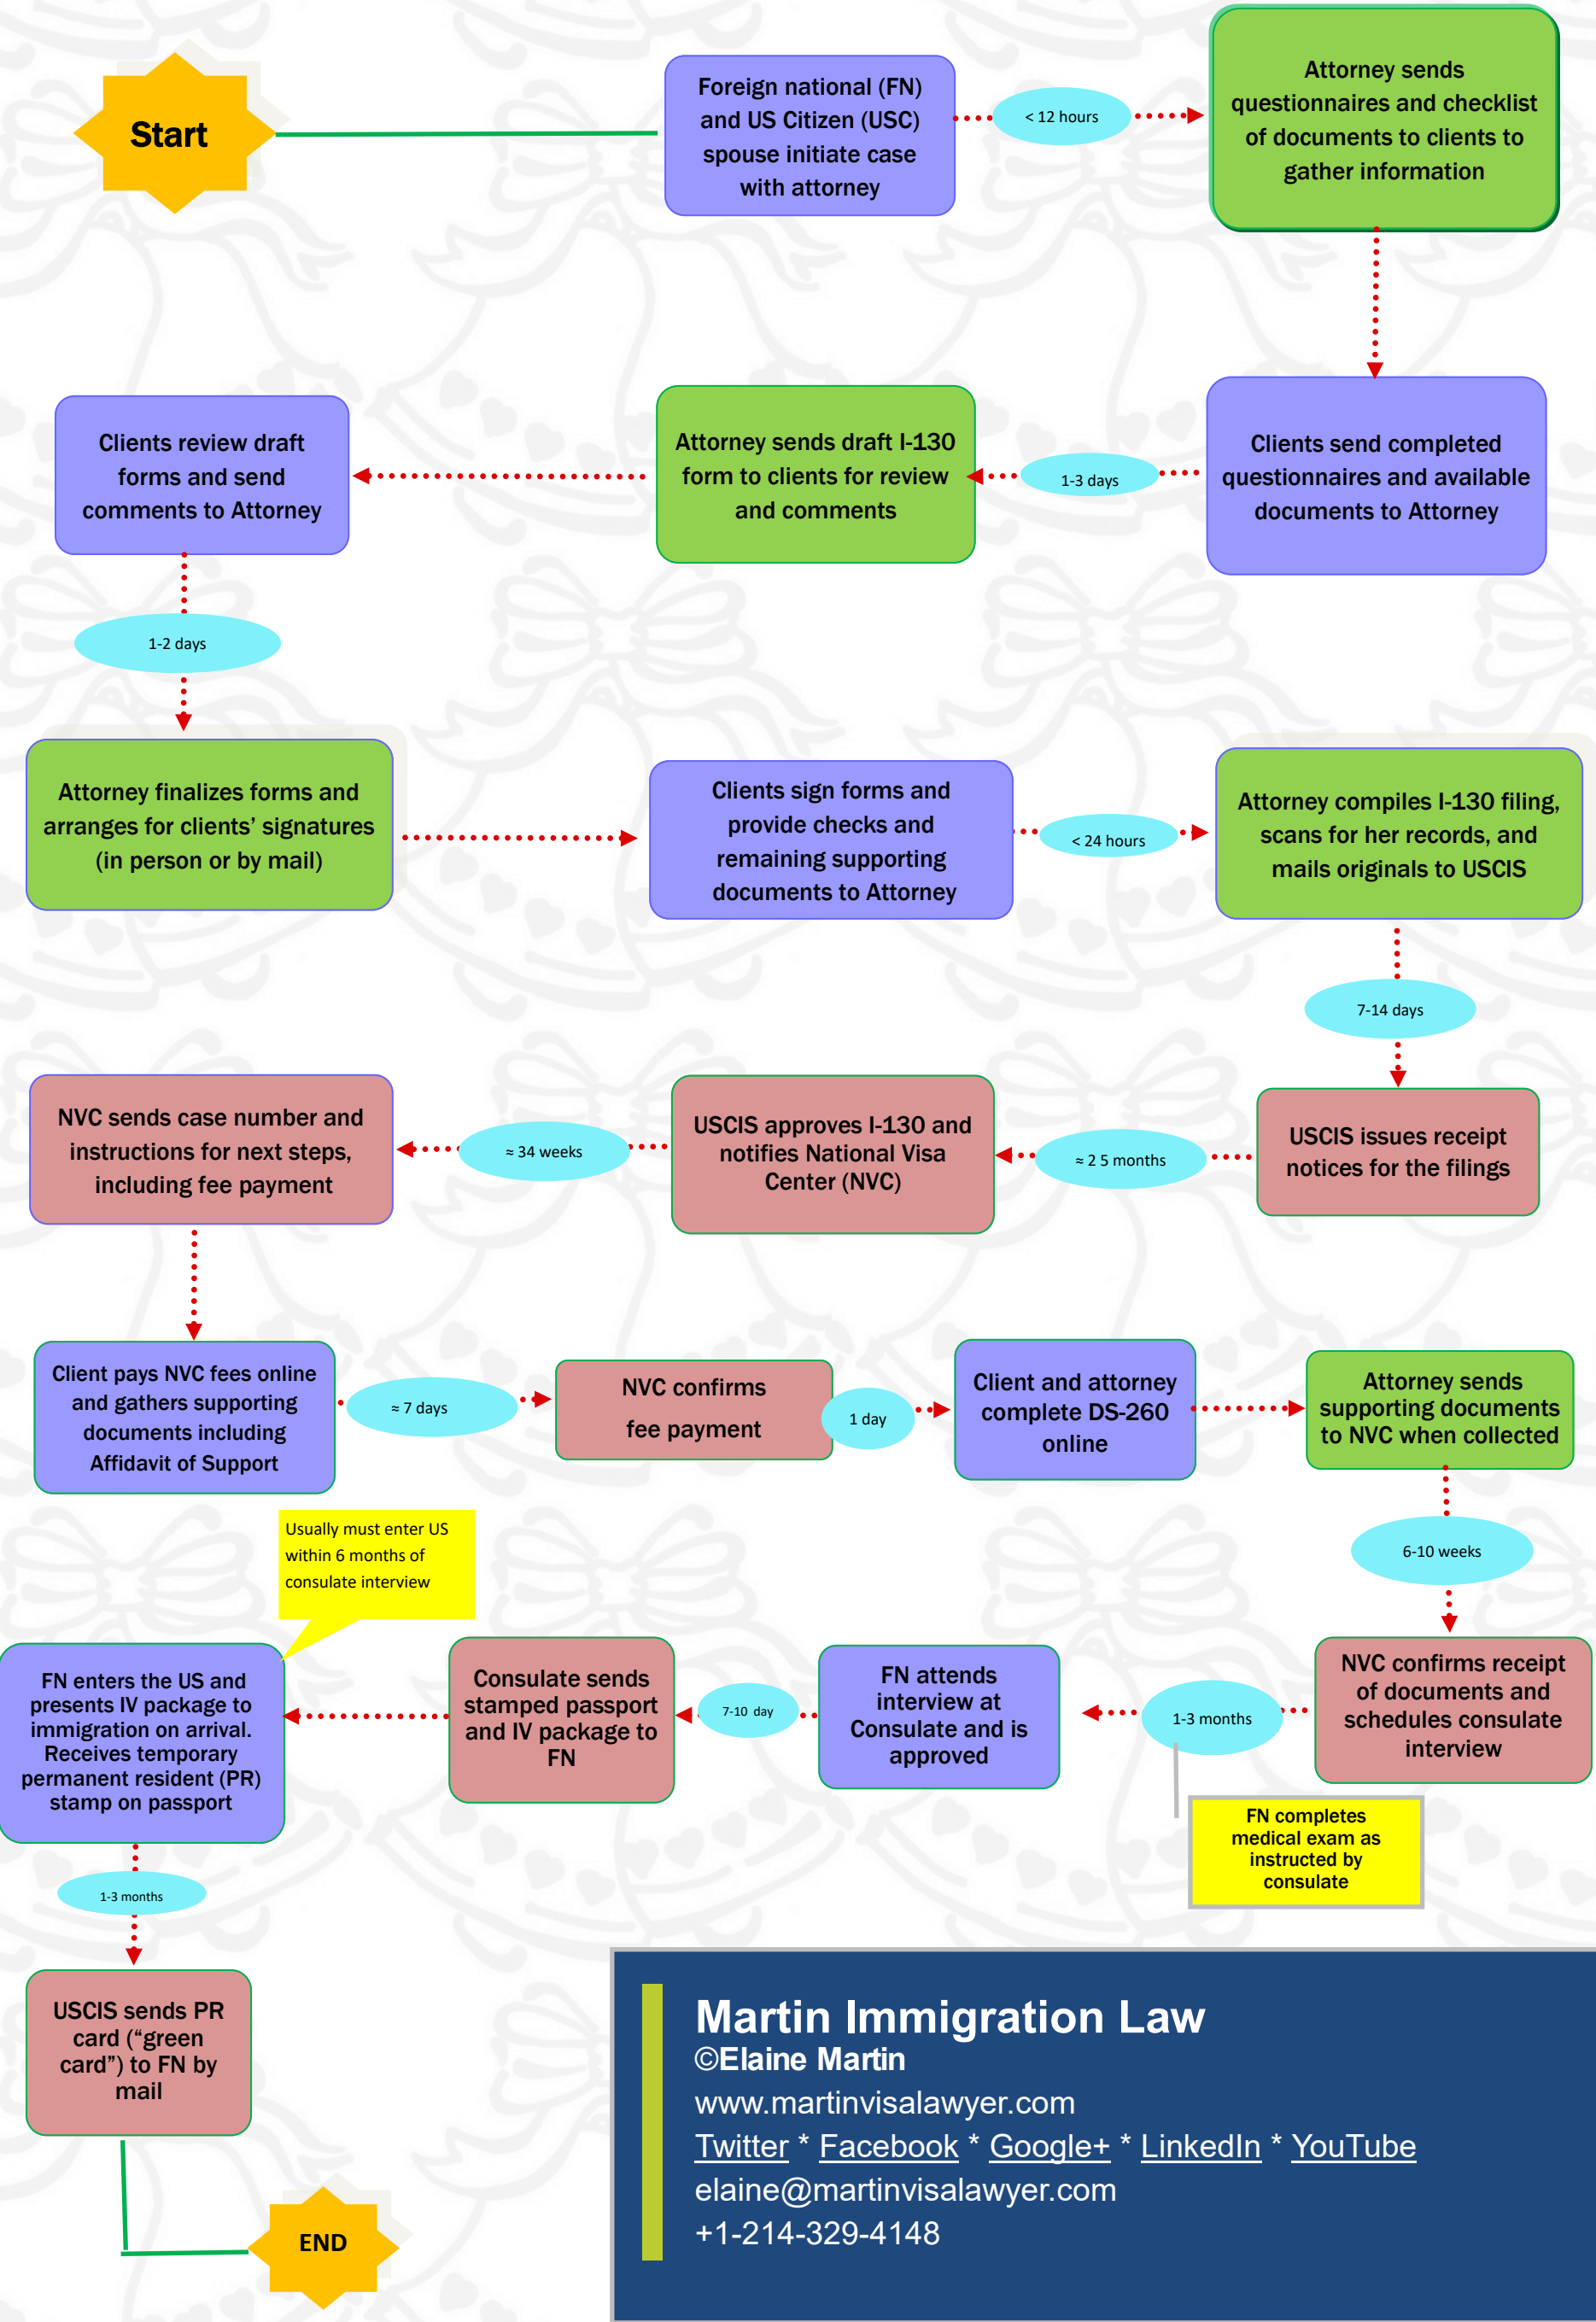 Start
Foreign national (FN)
and US Citizen (USC)
spouse initiate case
with attorney
< 12 hours
Attorney sends
questionnaires and checklist
of documents to clients to
gather information
Clients send completed
questionnaires and available
documents to Attorney
1-3 days
Attorney sends draft I-130
form to clients for review
and comments
Clients review draft
forms and send
comments to Attorney
1-2 days
Attorney finalizes forms and
arranges for clients’ signatures
(in person or by mail)
Clients sign forms and
provide checks and
remaining supporting
documents to Attorney
< 24 hours
Attorney compiles I-130 filing,
scans for her records, and
mails originals to USCIS
7-14 days
USCIS issues receipt
notices for the filings
≈ 2 5 months
USCIS approves I-130 and
notifies National Visa
Center (NVC)
≈ 34 weeks
NVC sends case number and
instructions for next steps,
including fee payment
Client pays NVC fees online
and gathers supporting
documents including
Affidavit of Support
≈ 7 days
NVC confirms
fee payment
1 day
Client and attorney
complete DS-260
online
Attorney sends
supporting documents
to NVC when collected
6-10 weeks
NVC confirms receipt
of documents and
schedules consulate
interview
1-3 months
FN completes
medical exam as
instructed by
consulate
FN attends
interview at
Consulate and is
approved
7-10 day
Consulate sends
stamped passport
and IV package to
FN
Usually must enter US
within 6 months of
consulate interview
FN enters the US and
presents IV package to
immigration on arrival.
Receives temporary
permanent resident (PR)
stamp on passport
1-3 months
USCIS sends PR
card (“green
card”) to FN by
mail
END
Martin Immigration Law
©Elaine Martin
www.martinvisalawyer.com
Twitter * Facebook * Google+ * LinkedIn * YouTube
elaine@martinvisalawyer.com
+1-214-329-4148